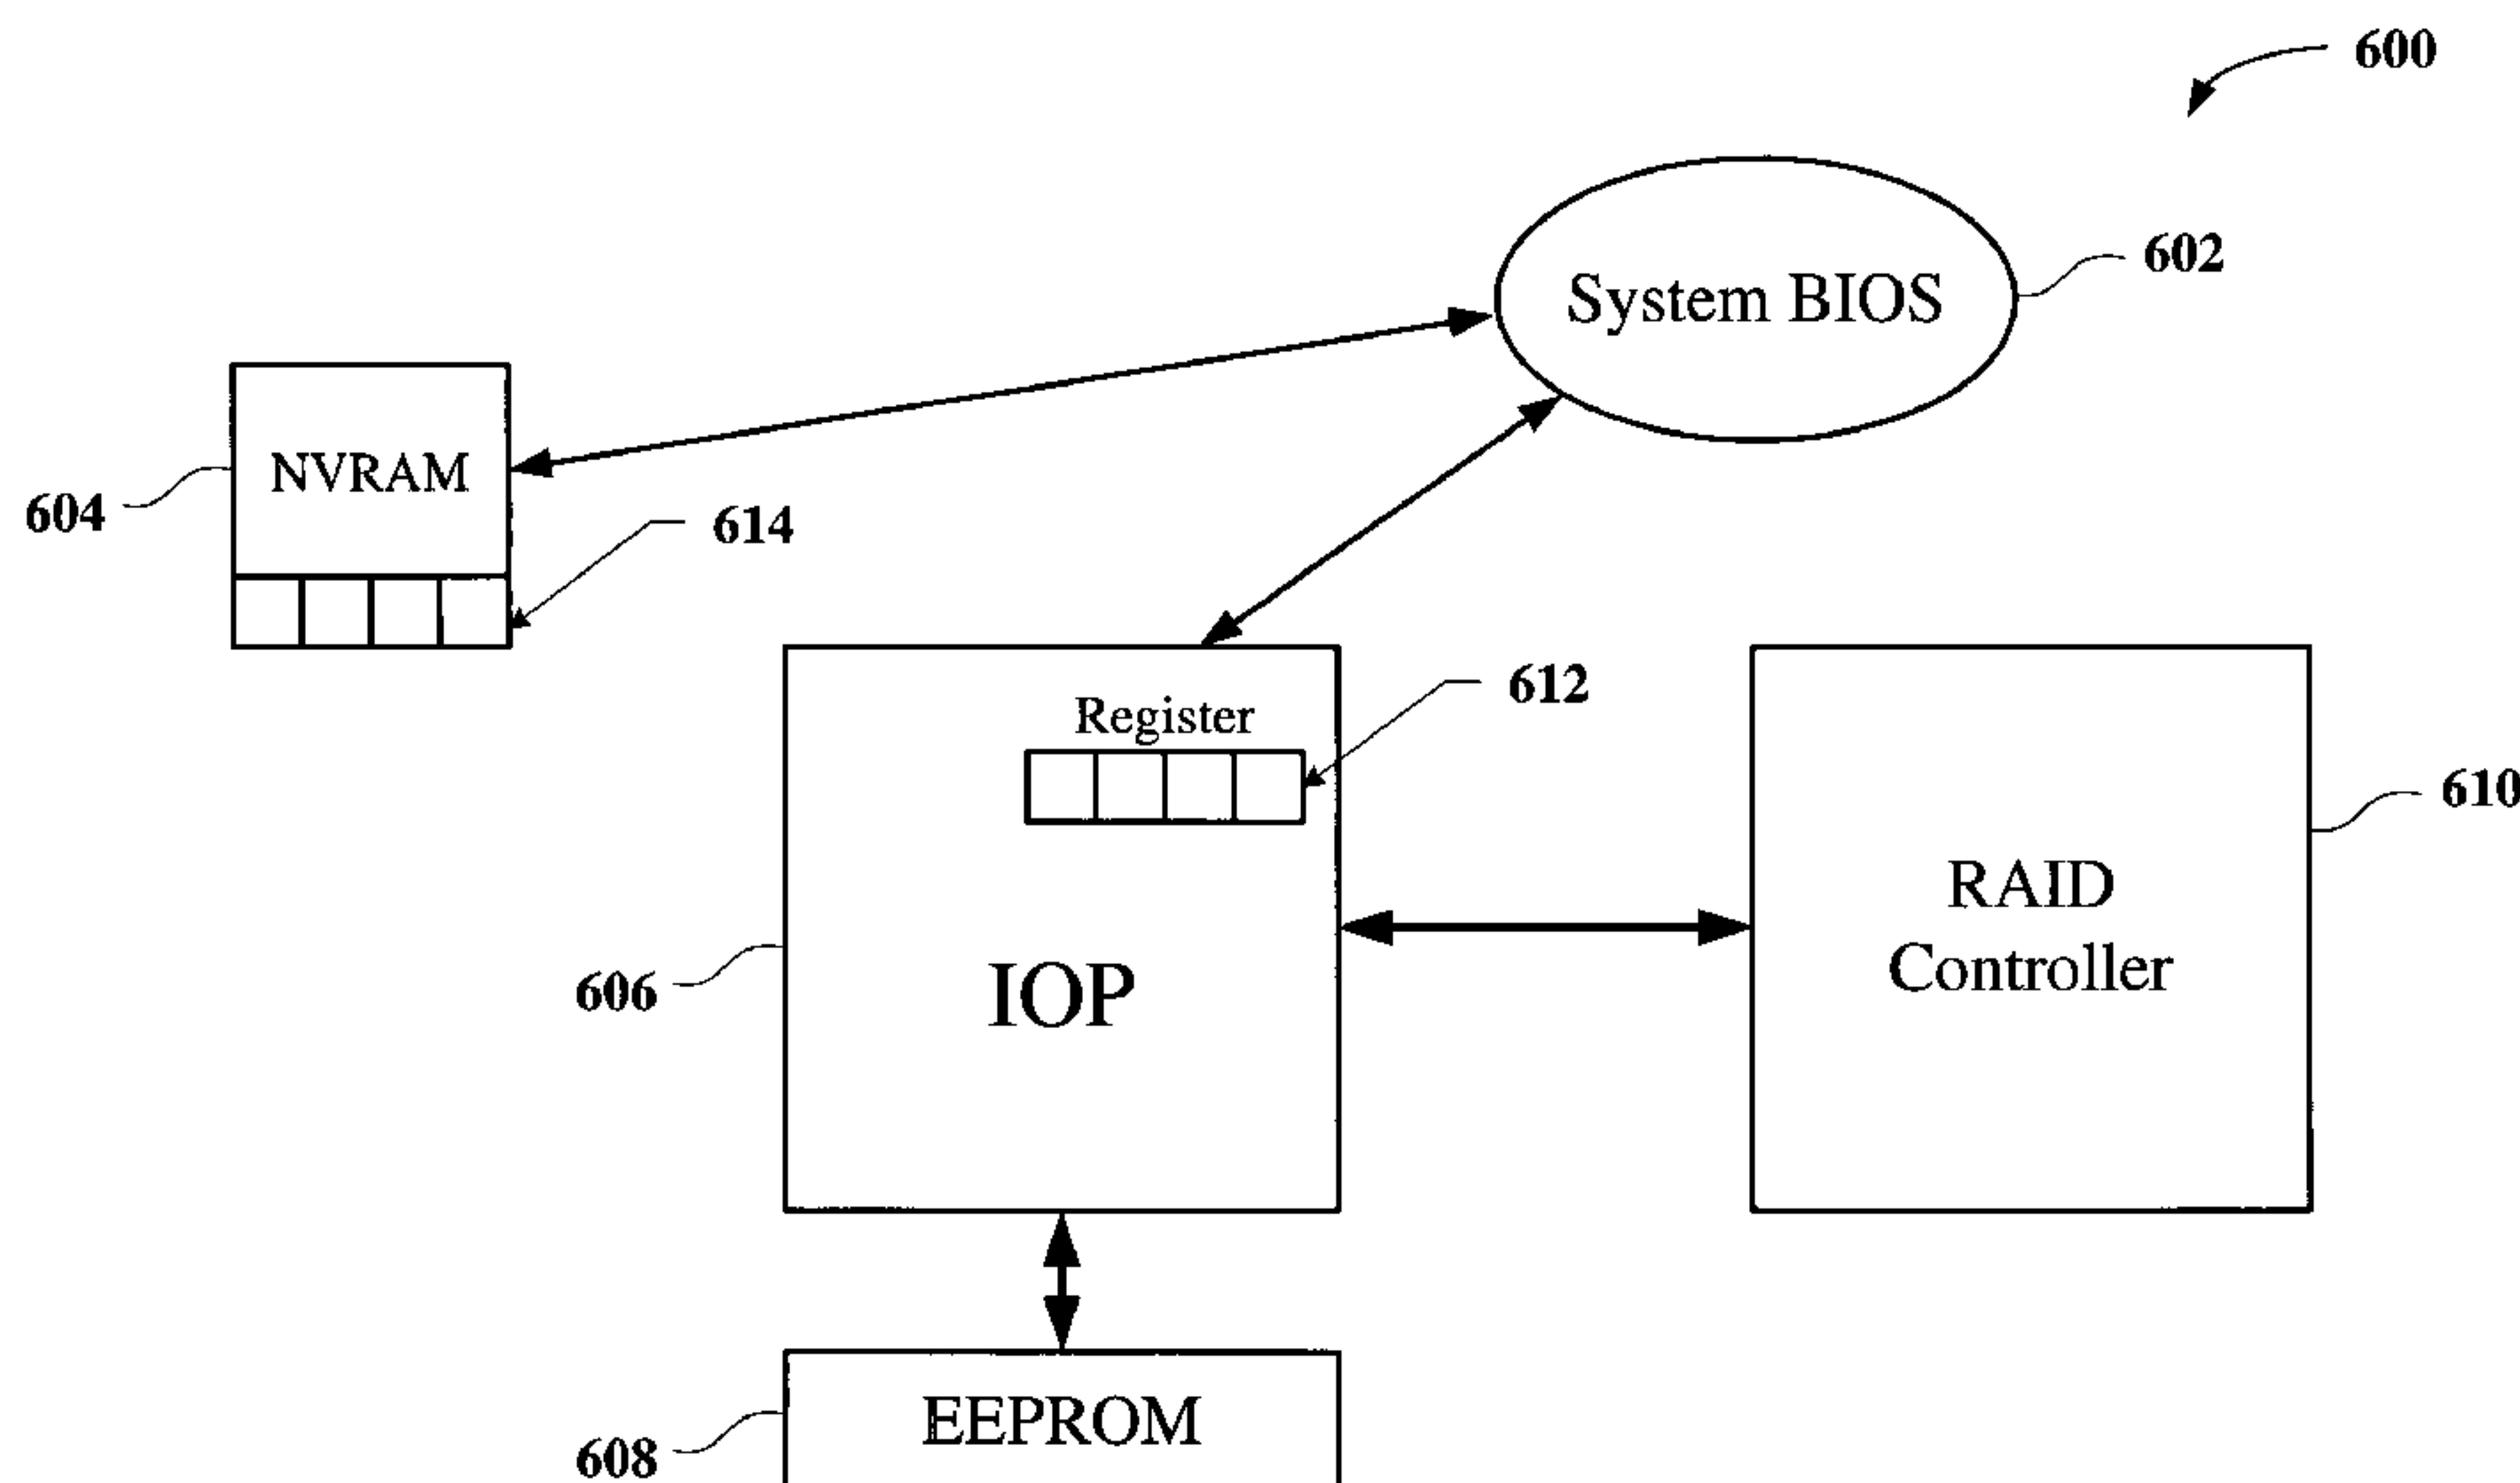 600
602
System BIOS
NVRAM
604
614
612
Register
610
RAID
Controller
606
IOP
EEPROM
608